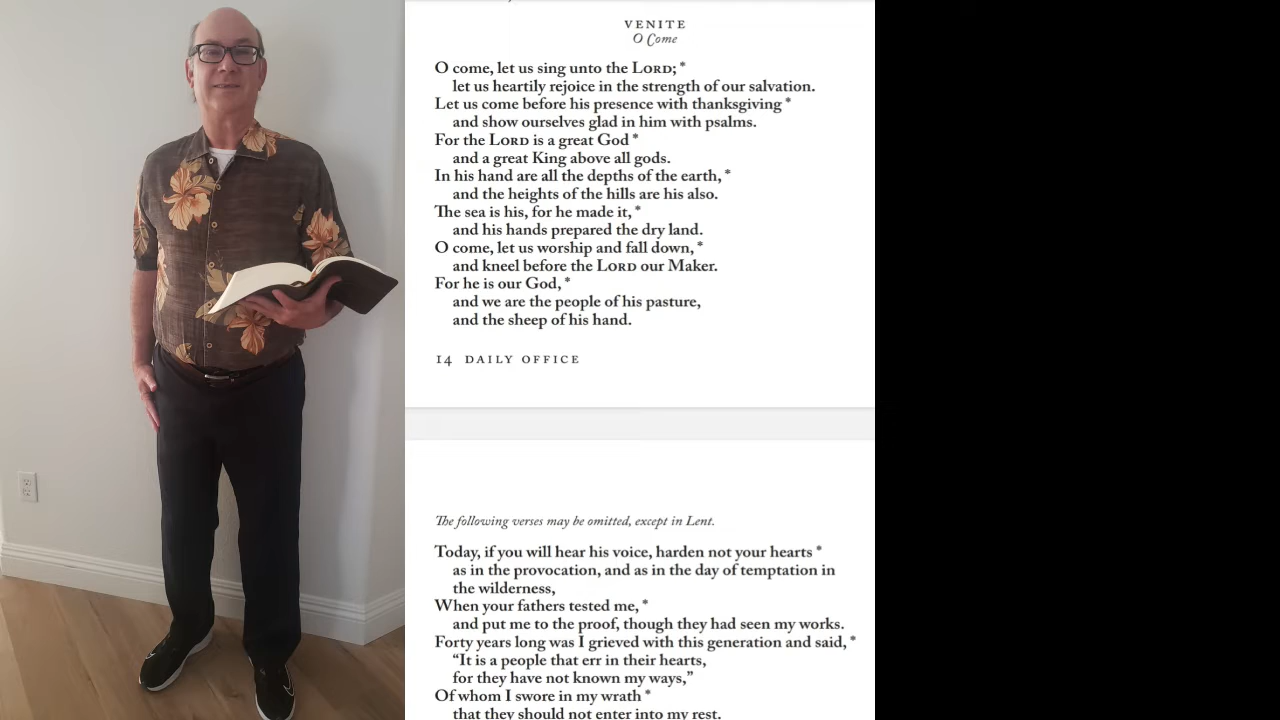 VENITE
O Come
O come, let us sing unto the LORD; *
let us heartily rejoice in the strength of our salvation.
Let us come before his presence with thanksgiving *
and show ourselves glad in him with psalms.
For the LORD is a great God *
and a great King above all gods.
In his hand are all the depths of the earth, *
and the heights of the hills are his also.
The sea is his, for he made it, *
and his hands prepared the dry land.
O come, let us worship and fall down, *
and kneel before the LORD our Maker.
For he is our God, *
and we are the people of his pasture,
and the sheep of his hand.
14 DAILY OFFICE
The following verses may be omitted, except in Lent.
Today, if you will hear his voice, harden not your hearts *
as in the provocation, and as in the day of temptation in
the wilderness,
When your fathers tested me, *
and put me to the proof, though they had seen my works.
Forty years long was I grieved with this generation and said, *
“It is a people that err in their hearts,
for they have not known my ways,”
Of whom I swore in my wrath *
that they should not enter into my rest.